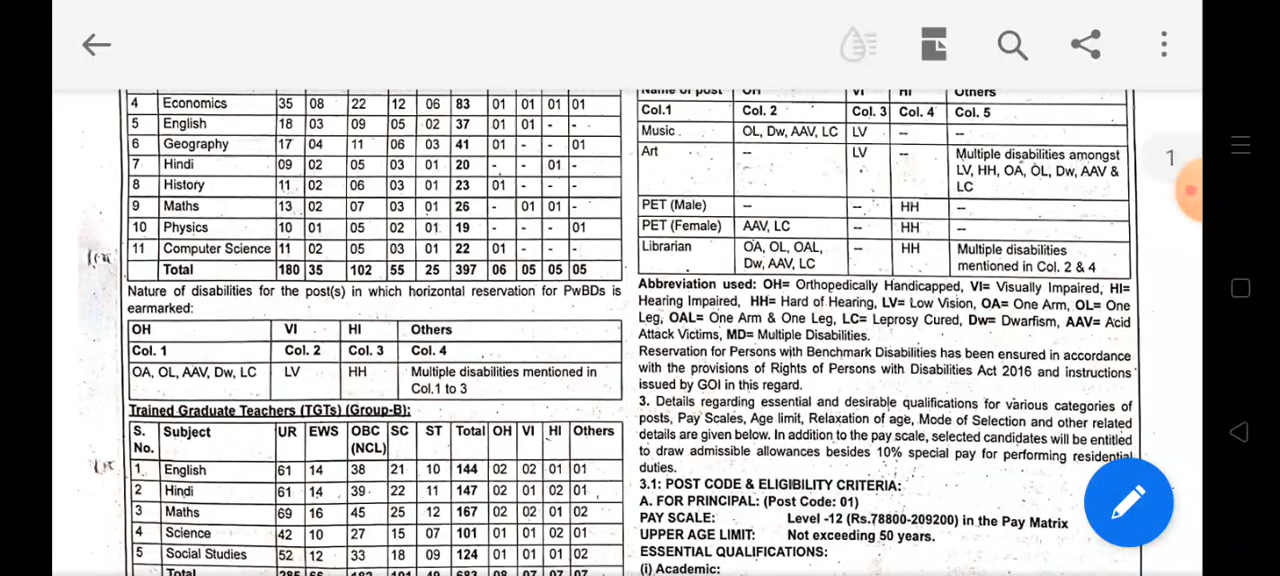 4 Economics 35 08 22 12 06 83 01 01 01 01
5 English 18 03 09 05 02 37 01 01 - -
6 Geography 17 04 11 06 03 41 01 - - 01
7 Hindi 09 02 05 03 01 20 - - 01 -
8 History 11 02 06 03 01 23 01 - - -
9 Maths 13 02 07 03 01 26 - 01 01 -
10 Physics 10 01 05 02 01 19 - - - 01
11 Computer Science 11 02 05 03 01 22 01 - - -
Total 180 35 102 55 25 397 06 05 05 05
Nature of disabilities for the post(s) in which horizontal reservation for PwBDs is
earmarked:
OH VI HI Others
Col. 1 Col. 2 Col. 3 Col. 4
OA, OL, AAV, Dw, LC LV HH Multiple disabilities mentioned in
Col.1 to 3
Trained Graduate Teachers (TGTs) (Group-B):
S. No. Subject UR EWS OBC (NCL) SC ST Total OH VI HI Others
1 English 61 14 38 21 10 144 02 02 01 01
2 Hindi 61 14 39 22 11 147 02 01 02 01
3 Maths 69 16 45 25 12 167 02 02 01 02
4 Science 42 10 27 15 07 101 01 01 02 01
5 Social Studies 52 12 33 18 09 124 01 01 01 02
Total 285 66 182 101 49 683 08 07 07 07
Name of post OH VI HI Others
Col.1 Col. 2 Col. 3 Col. 4 Col. 5
Music OL, Dw, AAV, LC LV -- --
Art -- LV -- Multiple disabilities amongst
LV, HH, OA, OL, Dw, AAV &
LC
PET (Male) -- -- HH --
PET (Female) AAV, LC -- HH --
Librarian OA, OL, OAL, -- HH Multiple disabilities
Dw, AAV, LC mentioned in Col. 2 & 4
Abbreviation used: OH= Orthopedically Handicapped, VI= Visually Impaired, HI=
Hearing Impaired, HH= Hard of Hearing, LV= Low Vision, OA= One Arm, OL= One
Leg, OAL= One Arm & One Leg, LC= Leprosy Cured, Dw= Dwarfism, AAV= Acid
Attack Victims, MD= Multiple Disabilities.
Reservation for Persons with Benchmark Disabilities has been ensured in accordance
with the provisions of Rights of Persons with Disabilities Act 2016 and instructions
issued by GOI in this regard.
3. Details regarding essential and desirable qualifications for various categories of
posts, Pay Scales, Age limit, Relaxation of age, Mode of Selection and other related
details are given below. In addition to the pay scale, selected candidates will be entitled
to draw admissible allowances besides 10% special pay for performing residential
duties.
3.1: POST CODE & ELIGIBILITY CRITERIA:
A. FOR PRINCIPAL: (Post Code: 01)
PAY SCALE: Level -12 (Rs.78800-209200) in the Pay Matrix
UPPER AGE LIMIT: Not exceeding 50 years.
ESSENTIAL QUALIFICATIONS:
(i) Academic:
1